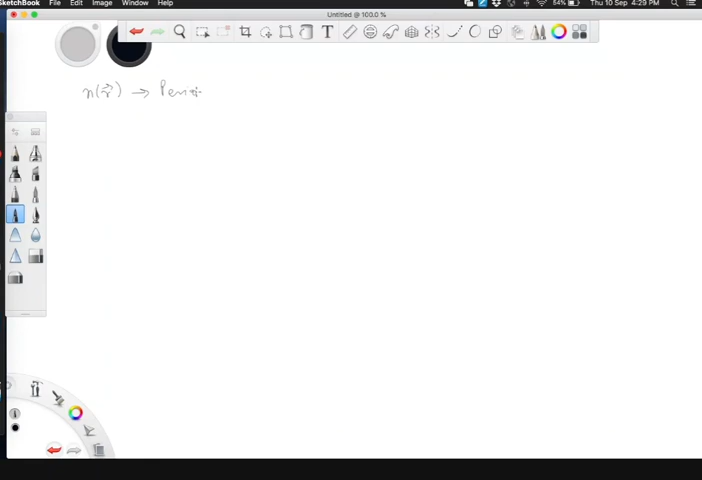 SketchBook File Edit Image Window Help 54% Thu 10 Sep 4:29 PM
Untitled @ 100.0 %
n(r⃗) →